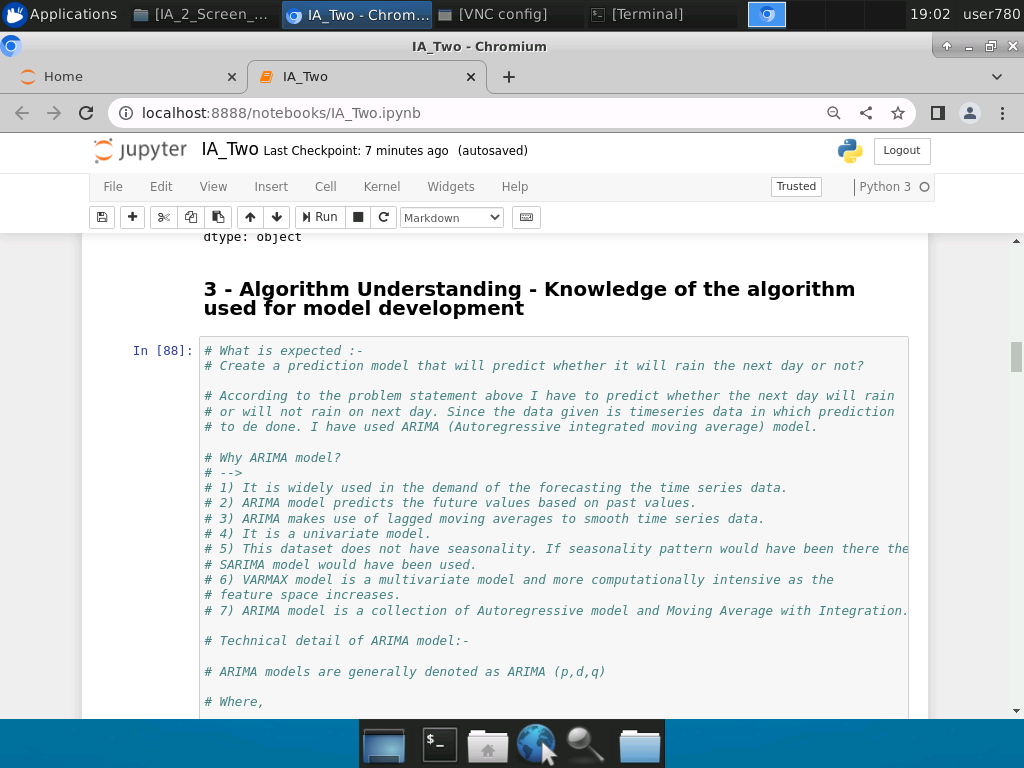 Applications
[IA_2_Screen_...
IA_Two - Chrom...
[VNC config]
[Terminal]
19:02
user780
IA_Two - Chromium
Home
IA_Two
localhost:8888/notebooks/IA_Two.ipynb
jupyter
IA_Two Last Checkpoint: 7 minutes ago (autosaved)
Logout
File Edit View Insert Cell Kernel Widgets Help
Trusted
Python 3
Run
Markdown
dtype: object
3 - Algorithm Understanding - Knowledge of the algorithm
used for model development
In [88]:
# What is expected :-
# Create a prediction model that will predict whether it will rain the next day or not?
# According to the problem statement above I have to predict whether the next day will rain
# or will not rain on next day. Since the data given is timeseries data in which prediction
# to de done. I have used ARIMA (Autoregressive integrated moving average) model.
# Why ARIMA model?
# -->
# 1) It is widely used in the demand of the forecasting the time series data.
# 2) ARIMA model predicts the future values based on past values.
# 3) ARIMA makes use of lagged moving averages to smooth time series data.
# 4) It is a univariate model.
# 5) This dataset does not have seasonality. If seasonality pattern would have been there the
# SARIMA model would have been used.
# 6) VARMAX model is a multivariate model and more computationally intensive as the
# feature space increases.
# 7) ARIMA model is a collection of Autoregressive model and Moving Average with Integration.
# Technical detail of ARIMA model:-
# ARIMA models are generally denoted as ARIMA (p,d,q)
# Where,
$_